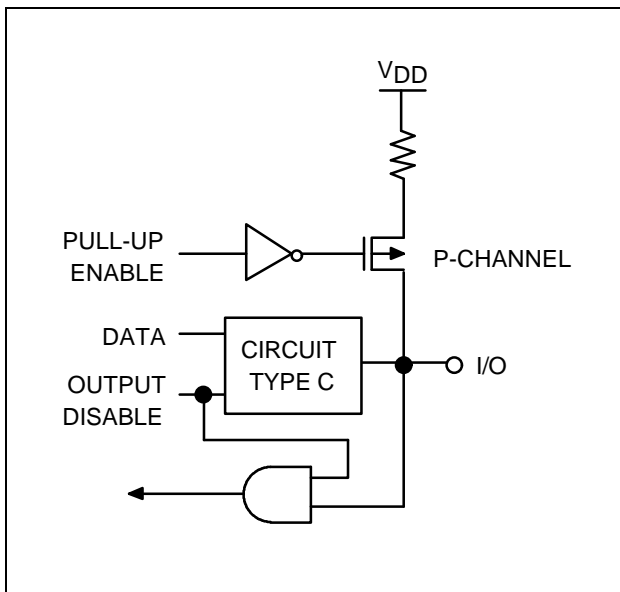 VDD
PULL-UP
ENABLE
P-CHANNEL
DATA
CIRCUIT
TYPE C
I/O
OUTPUT
DISABLE